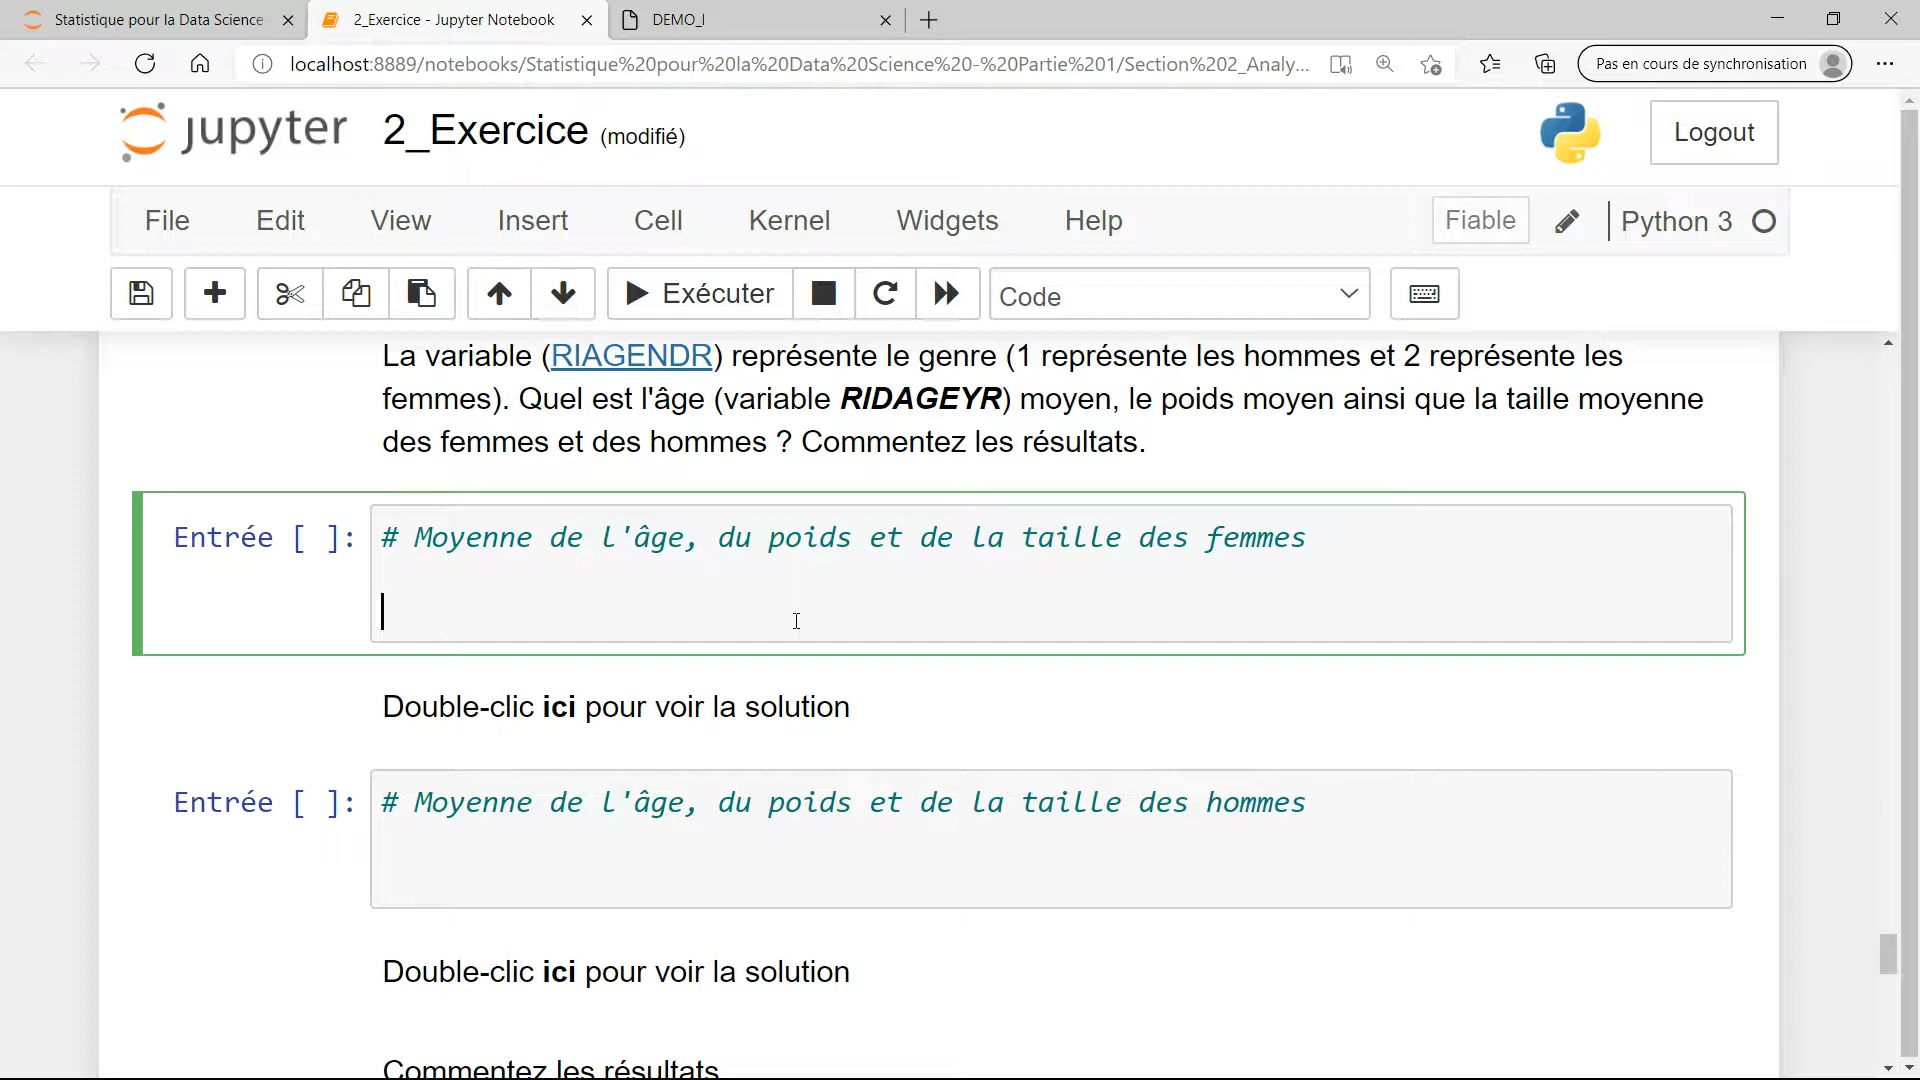 Statistique pour la Data Science
2_Exercice - Jupyter Notebook
DEMO_I
localhost:8889/notebooks/Statistique%20pour%20la%20Data%20Science%20-%20Partie%201/Section%202_Analy...
Pas en cours de synchronisation
jupyter 2_Exercice (modifié)
Logout
File Edit View Insert Cell Kernel Widgets Help
Fiable
Python 3
Exécuter
Code
La variable (RIAGENDR) représente le genre (1 représente les hommes et 2 représente les
femmes). Quel est l'âge (variable RIDAGEYR) moyen, le poids moyen ainsi que la taille moyenne
des femmes et des hommes ? Commentez les résultats.
Entrée [ ]: # Moyenne de l'âge, du poids et de la taille des femmes
Double-clic ici pour voir la solution
Entrée [ ]: # Moyenne de l'âge, du poids et de la taille des hommes
Double-clic ici pour voir la solution
Commentez les résultats